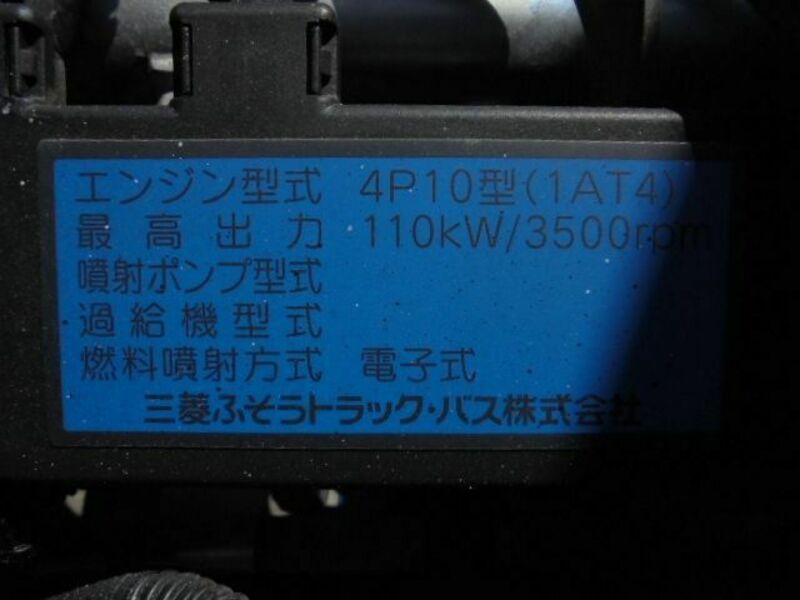 エンジン型式 4P10型(1AT4)
最高出力 110kW/3500rpm
噴射ポンプ型式
過給機型式
燃料噴射方式 電子式
三菱ふそうトラック・バス株式会社